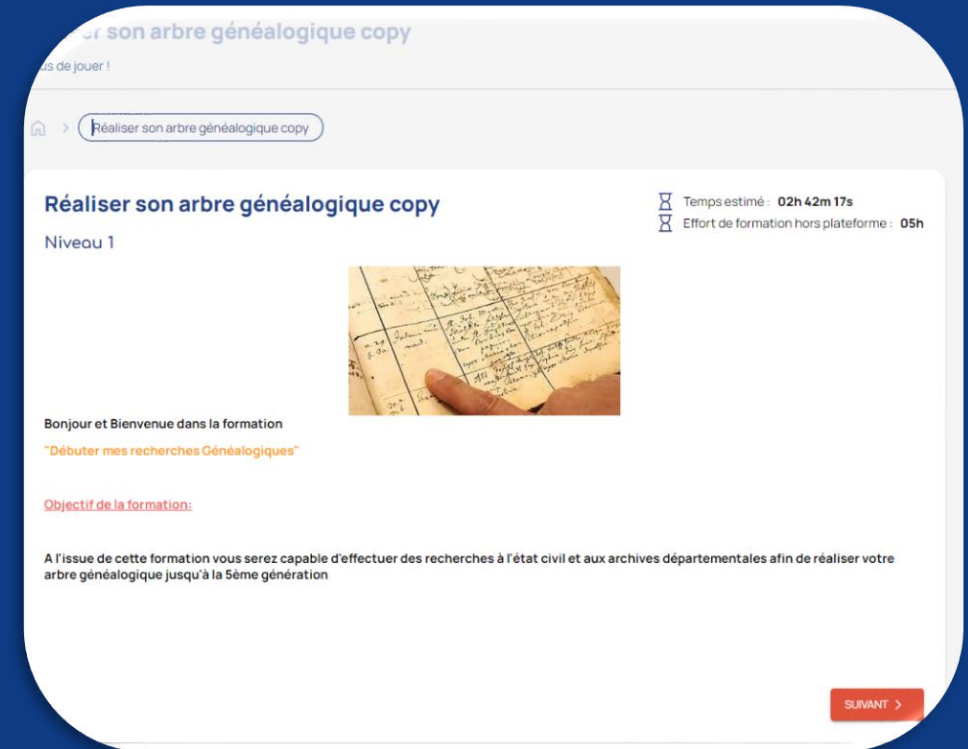 son arbre généalogique copy
de jouer !
Réaliser son arbre généalogique copy
Réaliser son arbre généalogique copy
Niveau 1
Temps estimé : 02h 42m 17s
Effort de formation hors plateforme : 05h
Bonjour et Bienvenue dans la formation
"Débuter mes recherches Généalogiques"
Objectif de la formation:
A l'issue de cette formation vous serez capable d'effectuer des recherches à l'état civil et aux archives départementales afin de réaliser votre
arbre généalogique jusqu'à la 5ème génération
SUIVANT >